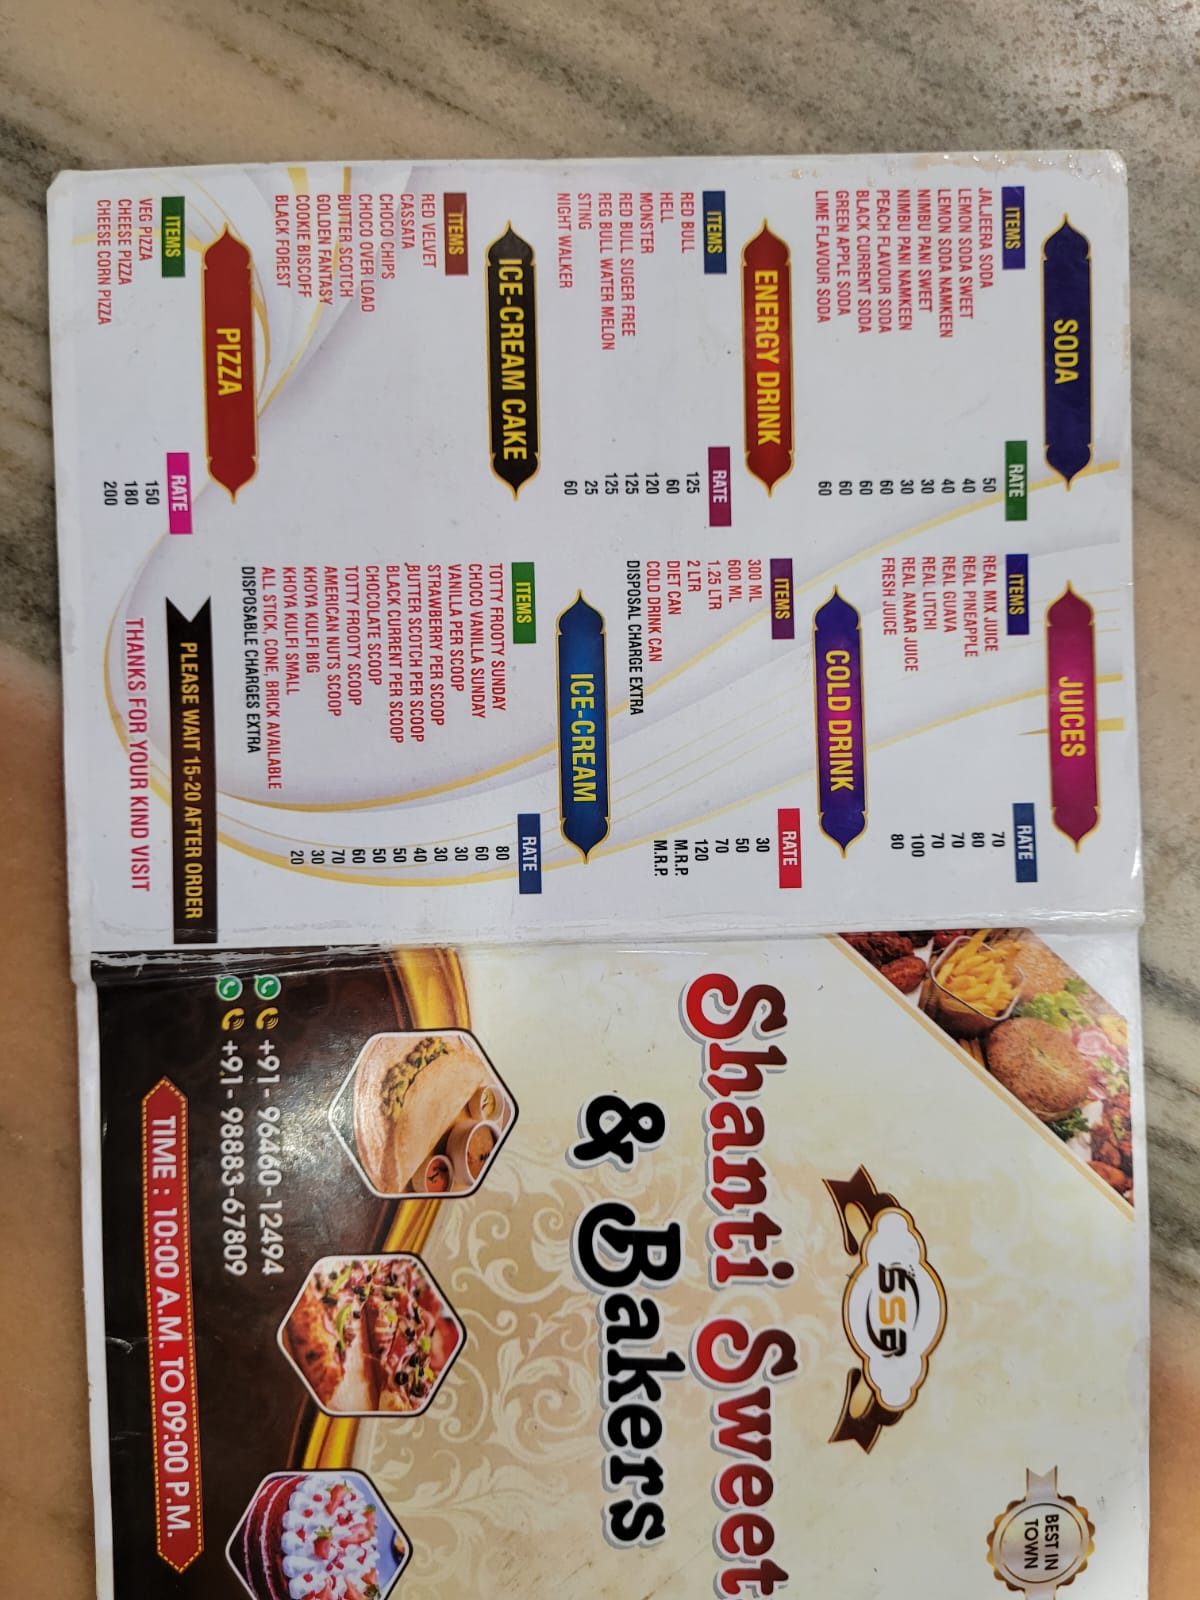 SODA
ITEMS RATE
JALJEERA SODA 50
LEMON SODA SWEET 40
LEMON SODA NAMKEEN 40
NIMBU PANI SWEET 30
NIMBU PANI NAMKEEN 30
PEACH FLAVOUR SODA 60
BLACK CURRENT SODA 60
GREEN APPLE SODA 60
LIME FLAVOUR SODA 60
ENERGY DRINK
ITEMS RATE
RED BULL 125
HELL 60
MONSTER 120
RED BULL SUGER FREE 125
REG BULL WATER MELON 125
STING 25
NIGHT WALKER 60
ICE-CREAM CAKE
ITEMS
RED VELVET
CASSATA
CHOCO CHIPS
CHOCO OVER LOAD
BUTTER SCOTCH
GOLDEN FANTASY
COOKIE BISCOFF
BLACK FOREST
PIZZA
ITEMS RATE
VEG PIZZA 150
CHEESE PIZZA 180
CHEESE CORN PIZZA 200
JUICES
ITEMS RATE
REAL MIX JUICE 70
REAL PINEAPPLE 80
REAL GUAVA 70
REAL LITCHI 70
REAL ANAAR JUICE 100
FRESH JUICE 80
COLD DRINK
ITEMS RATE
300 ML 30
600 ML 50
1.25 LTR 70
2 LTR 120
DIET CAN M.R.P.
COLD DRINK CAN M.R.P.
DISPOSAL CHARGE EXTRA
ICE-CREAM
ITEMS RATE
TOTTY FROOTY SUNDAY 80
CHOCO VANILLA SUNDAY 60
VANILLA PER SCOOP 30
STRAWBERRY PER SCOOP 30
BUTTER SCOTCH PER SCOOP 40
BLACK CURRENT PER SCOOP 50
CHOCOLATE SCOOP 50
TOTTY FROOTY SCOOP 60
AMERICAN NUTS SCOOP 70
KHOYA KULFI BIG 30
KHOYA KULFI SMALL 20
ALL STICK, CONE, BRICK AVAILABLE
DISPOSABLE CHARGES EXTRA
PLEASE WAIT 15-20 AFTER ORDER
THANKS FOR YOUR KIND VISIT
BEST IN
TOWN
SSB
Shanti Sweet
& Bakers
+91- 96460-12494
+91- 98883-67809
TIME : 10:00 A.M. TO 09:00 P.M.